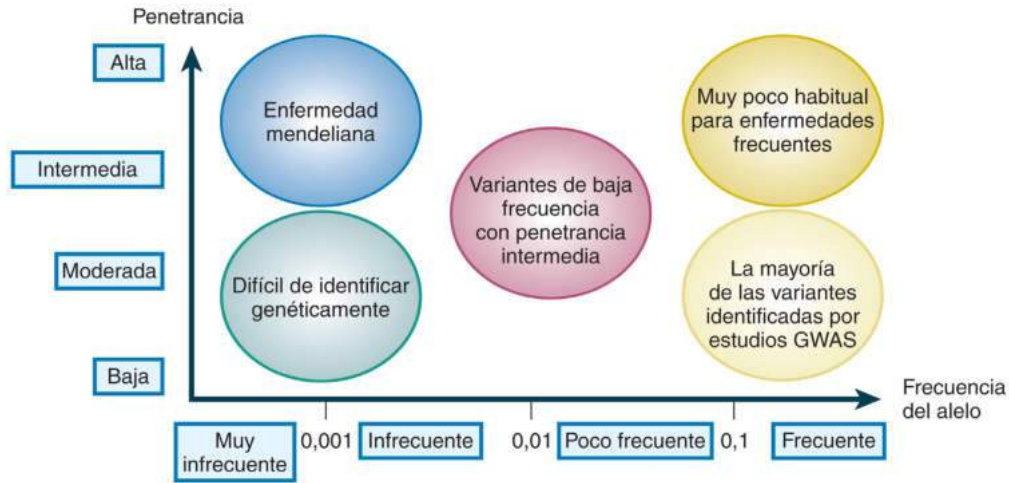 Penetrancia
Alta
Intermedia
Moderada
Baja
Enfermedad
mendeliana
Difícil de identificar
genéticamente
Variantes de baja
frecuencia
con penetrancia
intermedia
Muy poco habitual
para enfermedades
frecuentes
La mayoría
de las variantes
identificadas por
estudios GWAS
Frecuencia
del alelo
Muy
infrecuente
0,001
Infrecuente
0,01
Poco frecuente
0,1
Frecuente